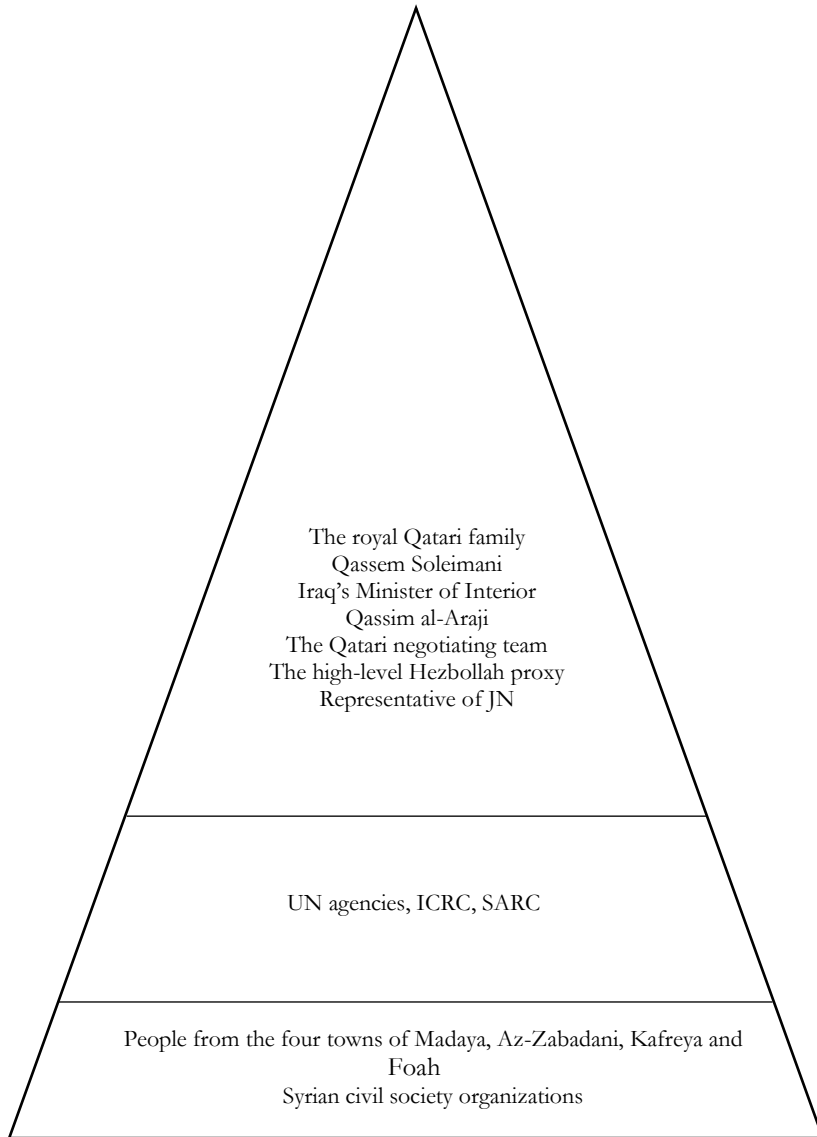 The royal Qatari family
Qassem Soleimani
Iraq's Minister of Interior
Qassim al-Araji
The Qatari negotiating team
The high-level Hezbollah proxy
Representative of JN
UN agencies, ICRC, SARC
People from the four towns of Madaya, Az-Zabadani, Kafreya and
Foah
Syrian civil society organizations